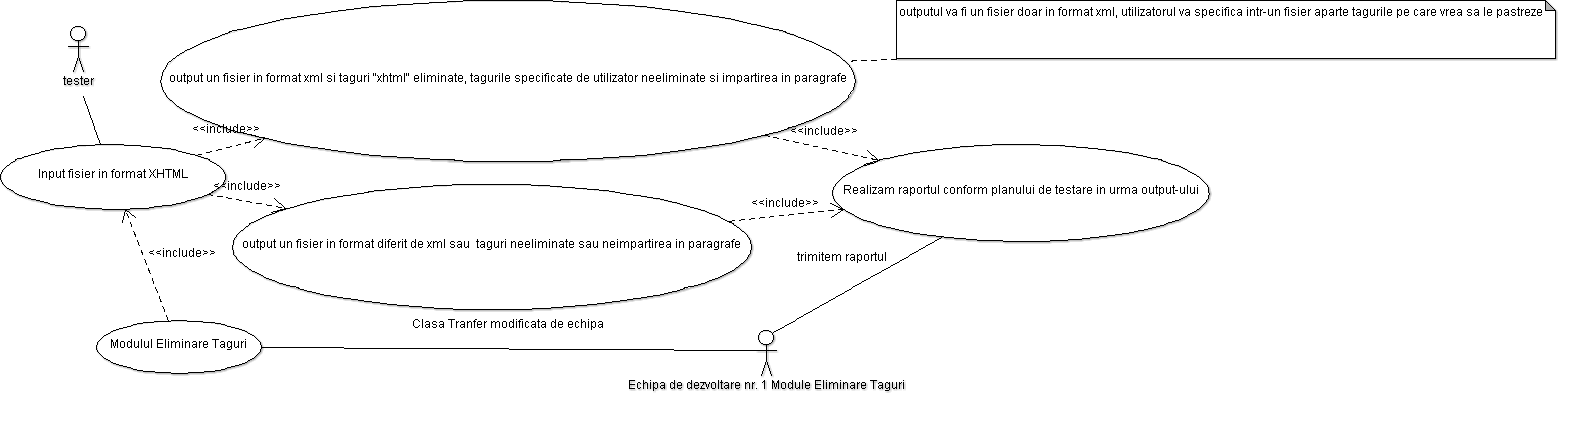 outputul va fi un fisier doar in format xml, utilizatorul va specifica intr-un fisier aparte tagurile pe care vrea sa le pastreze
tester
output un fisier in format xml si taguri "xhtml" eliminate, tagurile specificate de utilizator neeliminate si impartirea in paragrafe
<<include>>
<<include>>
Input fisier in format XHTML
<<include>>
Realizam raportul conform planului de testare in urma output-ului
<<include>>
output un fisier in format diferit de xml sau  taguri neeliminate sau neimpartirea in paragrafe
<<include>>
trimitem raportul
Clasa Tranfer modificata de echipa
Modulul Eliminare Taguri
Echipa de dezvoltare nr. 1 Module Eliminare Taguri